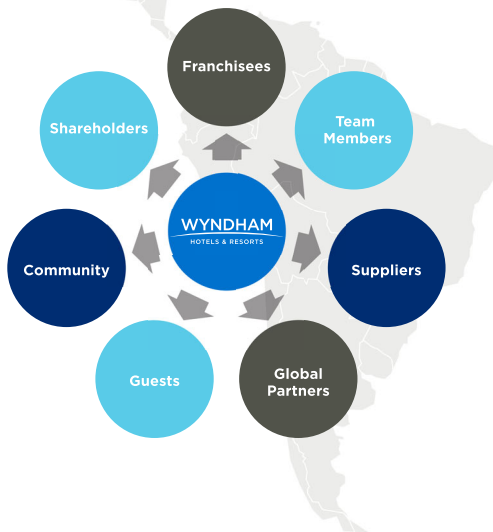 Franchisees
Shareholders
Team
Members
WYNDHAM
HOTELS & RESORTS
Community
Suppliers
Guests
Global
Partners